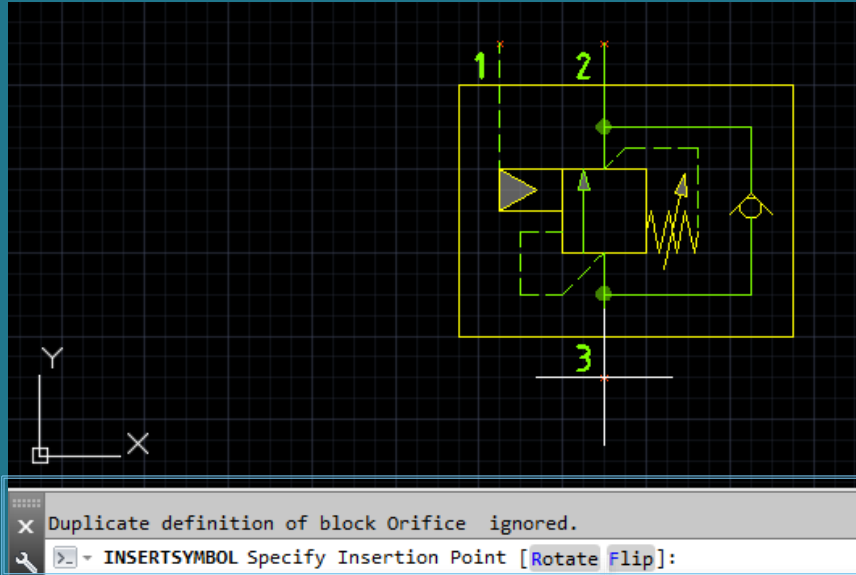 1
2
3
Y
X
Duplicate definition of block Orifice  ignored.
INSERTSYMBOL Specify Insertion Point [Rotate Flip]: